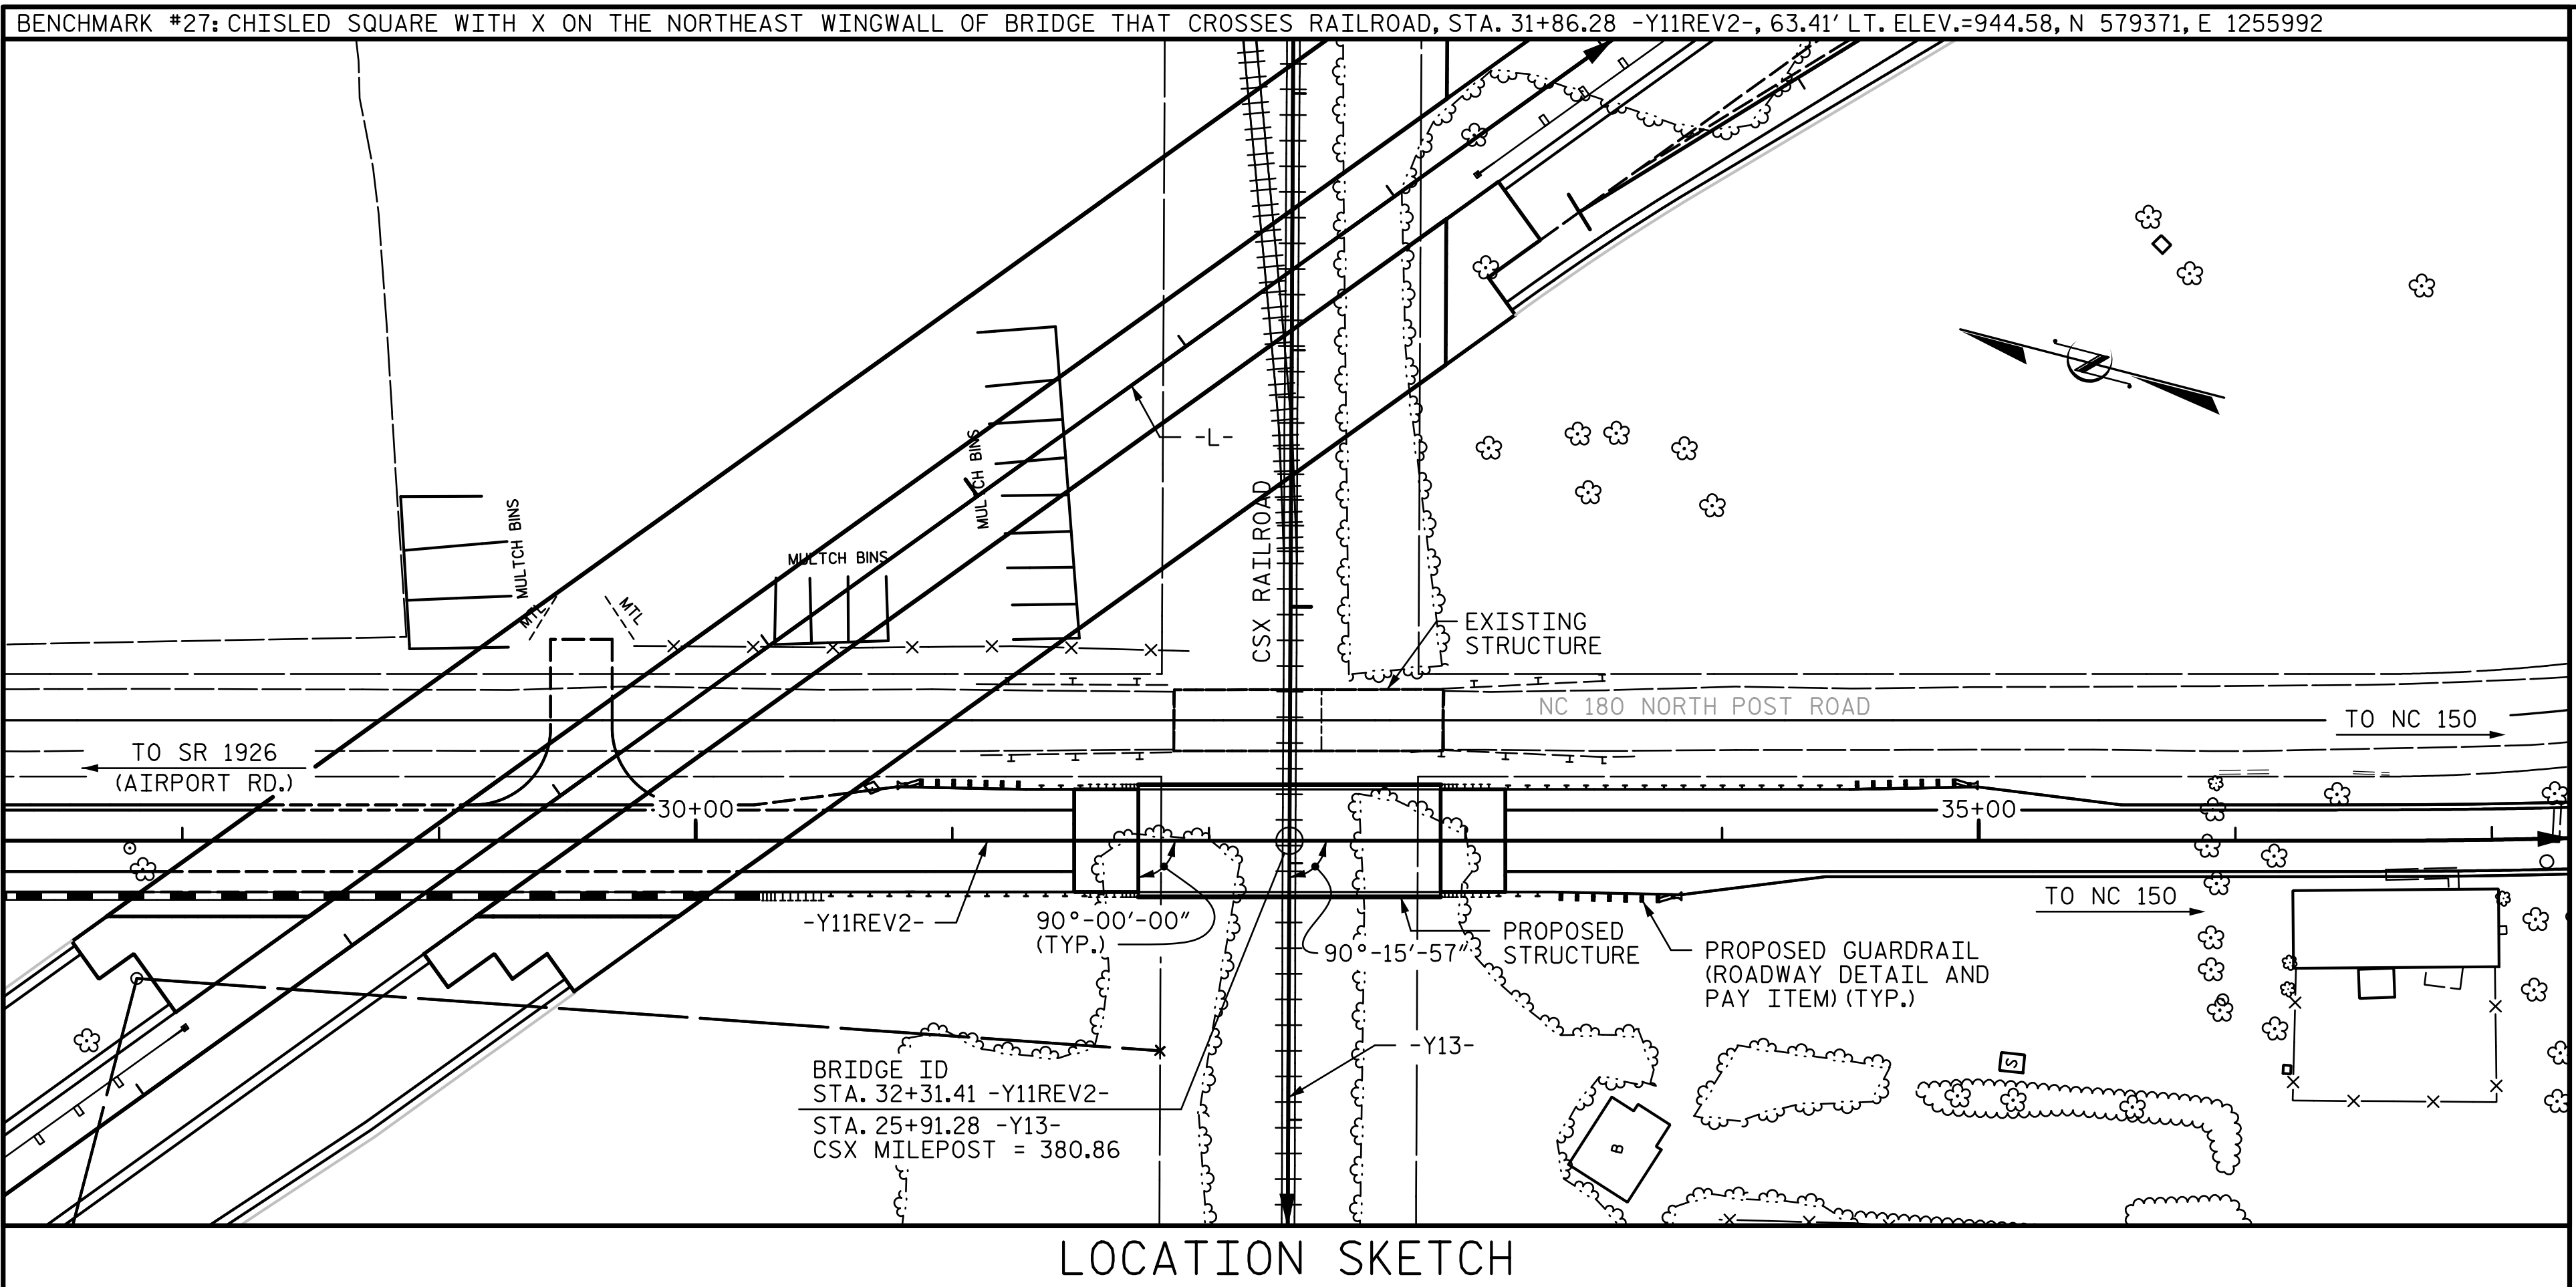 BENCHMARK #27: CHISLED SQUARE WITH X ON THE NORTHEAST WINGWALL OF BRIDGE THAT CROSSES RAILROAD, STA. 31+86.28 -Y11REV2-, 63.41' LT. ELEV.=944.58, N 579371, E 1255992
-L-
MULTCH BINS
MULTCH BINS
MULTCH BINS
MTL
MTL
CSX RAILROAD
EXISTING
STRUCTURE
NC 180 NORTH POST ROAD
TO NC 150
TO SR 1926
(AIRPORT RD.)
30+00
35+00
-Y11REV2-
90°-00'-00"
(TYP.)
90°-15'-57"
PROPOSED
STRUCTURE
PROPOSED GUARDRAIL
(ROADWAY DETAIL AND
PAY ITEM) (TYP.)
TO NC 150
-Y13-
BRIDGE ID
STA. 32+31.41 -Y11REV2-
STA. 25+91.28 -Y13-
CSX MILEPOST = 380.86
S
B
LOCATION SKETCH